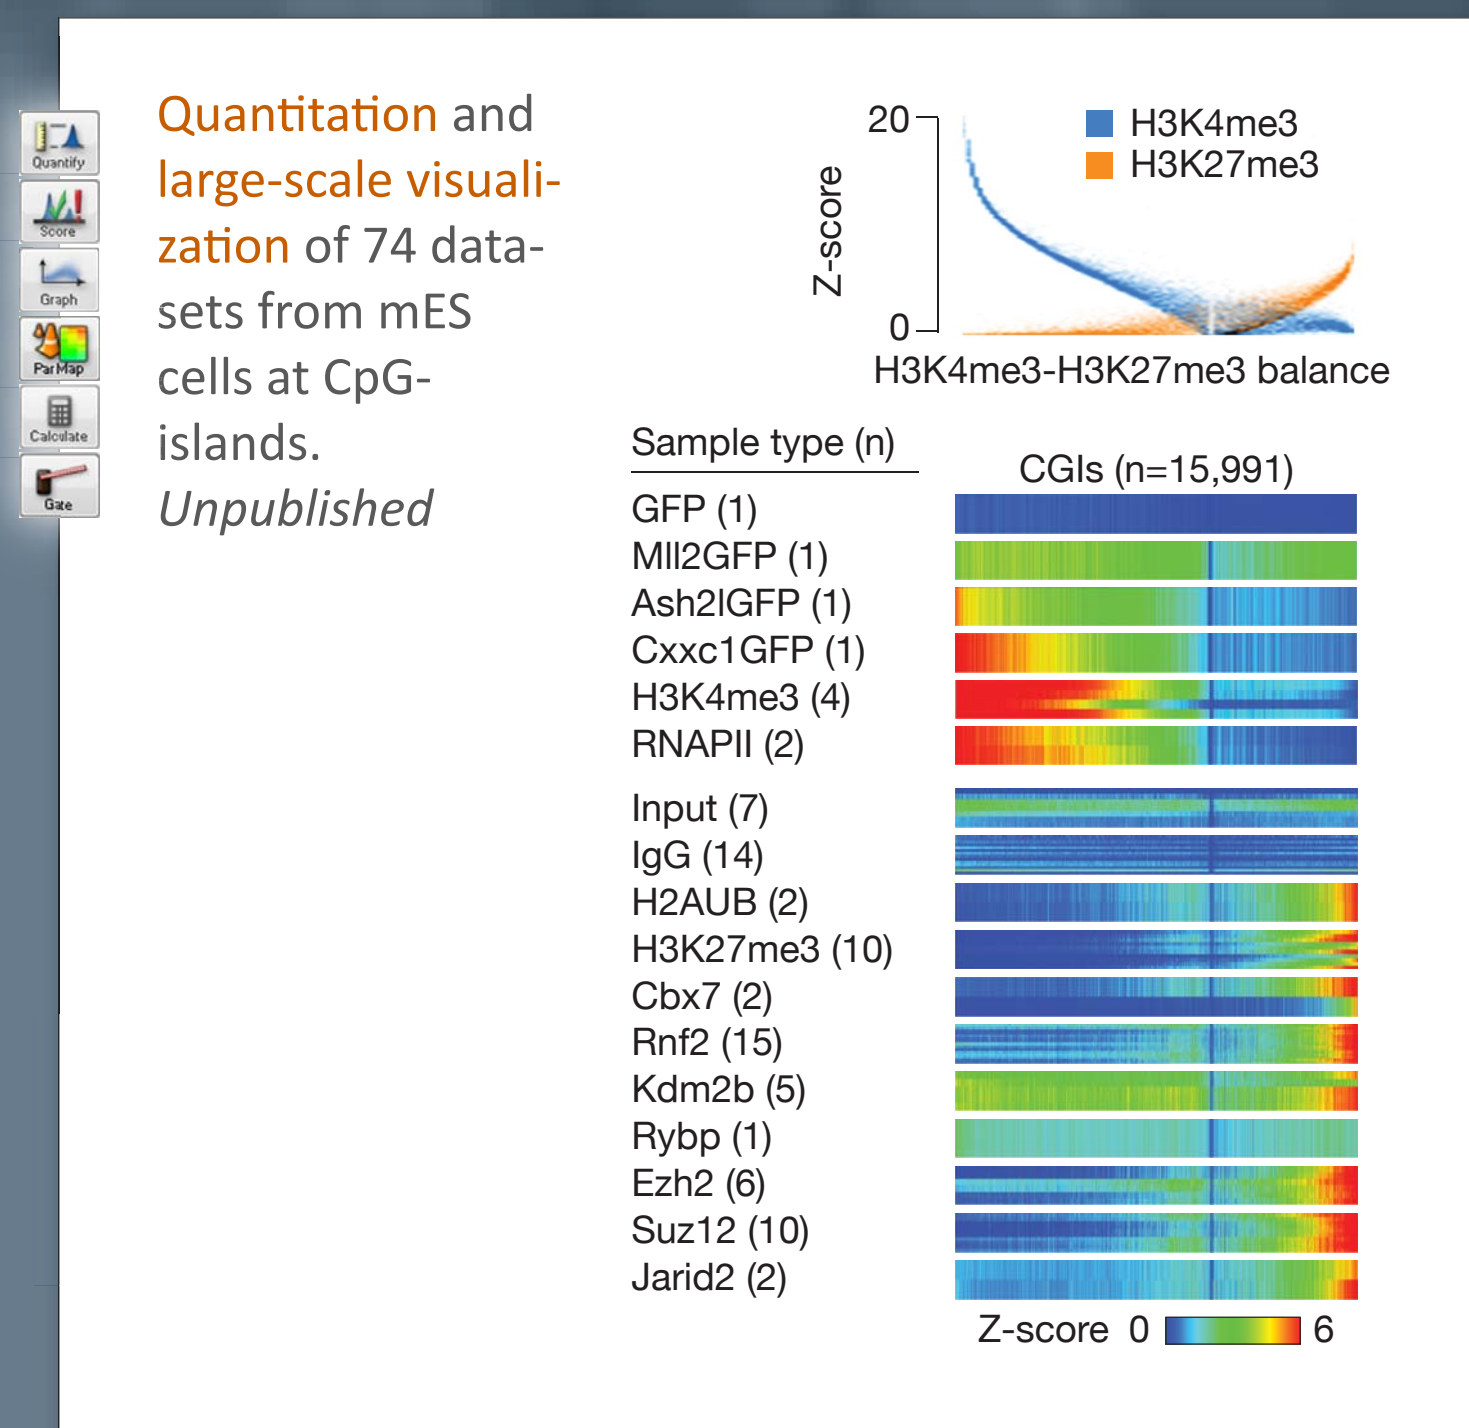 Quantify
Score
Graph
ParMap
Calculate
Gate
Quantitation and
large-scale visuali-
zation of 74 data-
sets from mES
cells at CpG-
islands.
Unpublished
20
Z-score
0
H3K4me3
H3K27me3
H3K4me3-H3K27me3 balance
Sample type (n)
CGIs (n=15,991)
GFP (1)
Mll2GFP (1)
Ash2lGFP (1)
Cxxc1GFP (1)
H3K4me3 (4)
RNAPII (2)
Input (7)
IgG (14)
H2AUB (2)
H3K27me3 (10)
Cbx7 (2)
Rnf2 (15)
Kdm2b (5)
Rybp (1)
Ezh2 (6)
Suz12 (10)
Jarid2 (2)
Z-score 0 6